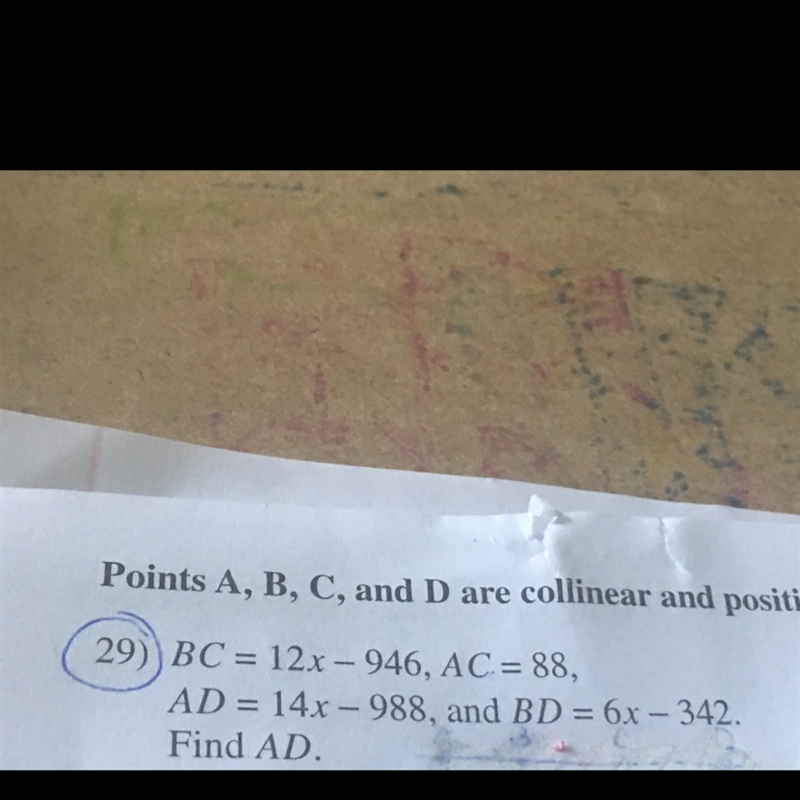 Points A, B, C, and D are collinear and positi
29) BC = 12x – 946, AC = 88,
AD = 14x – 988, and BD = 6x – 342.
Find AD.